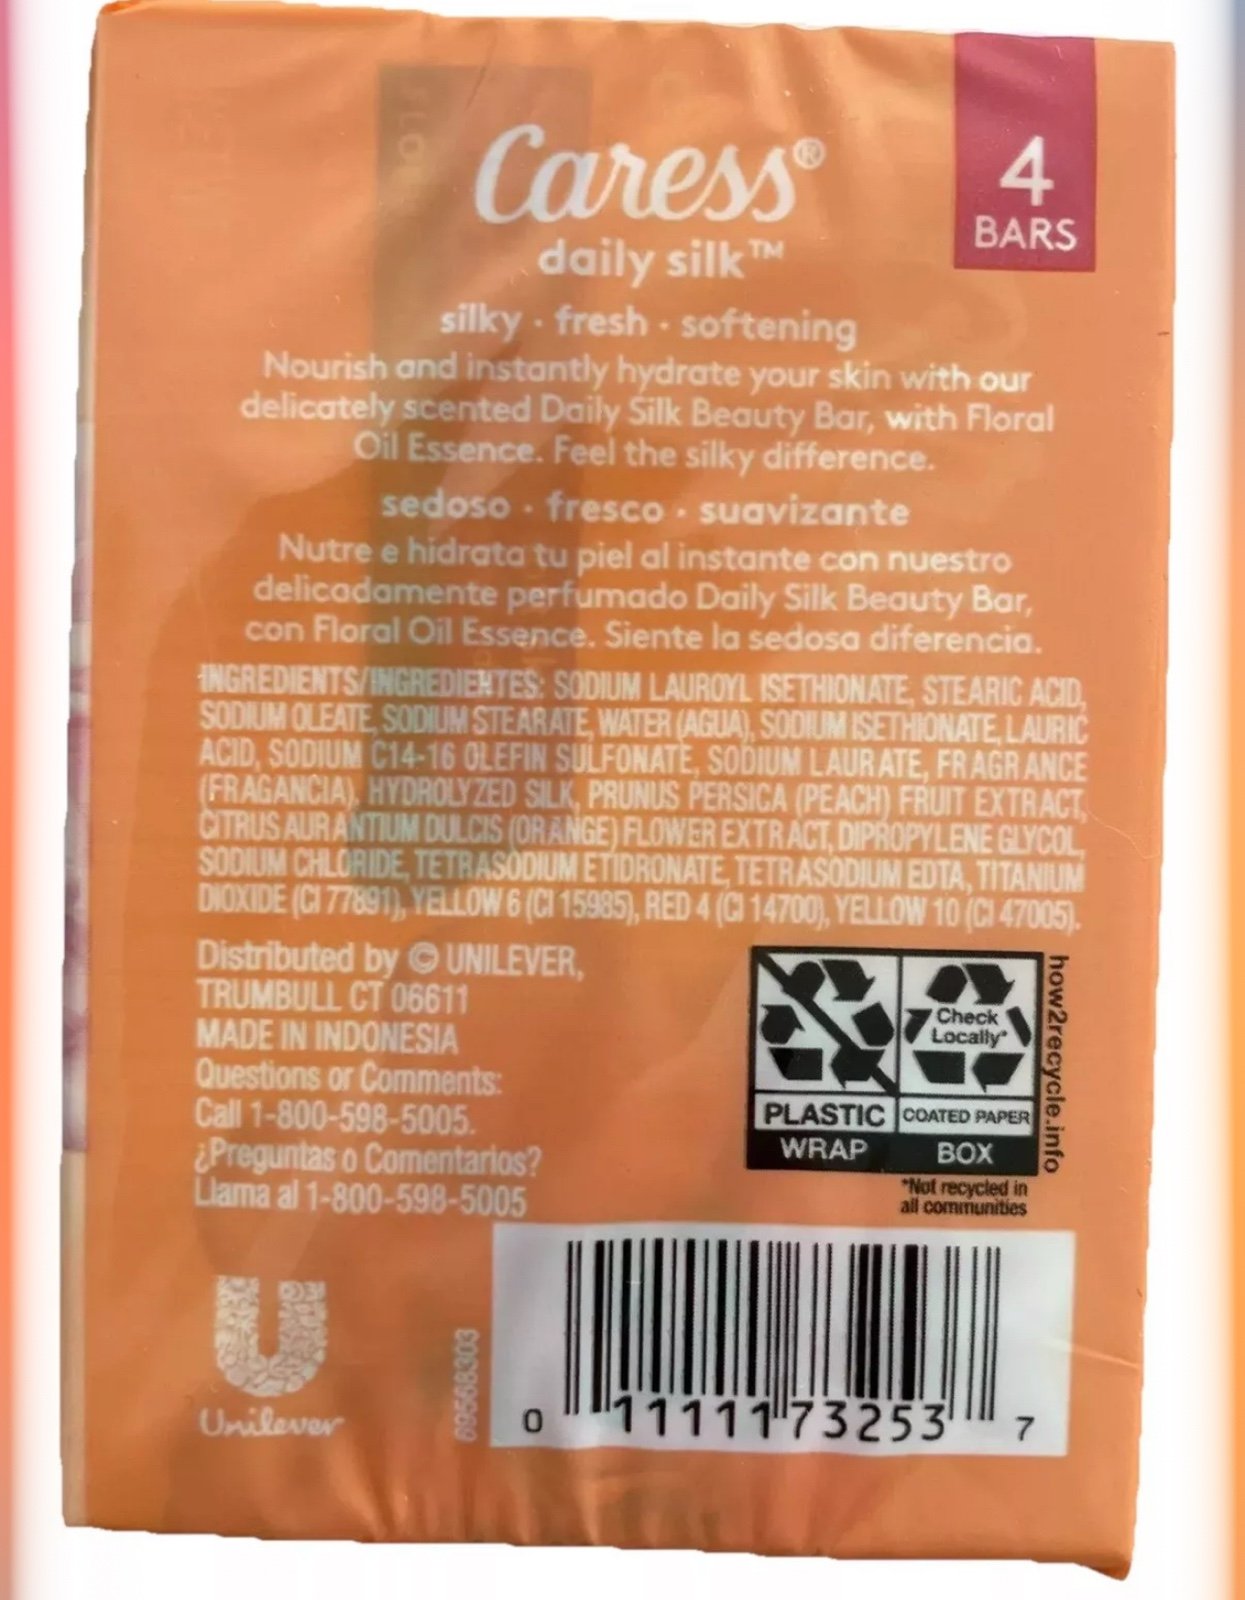 Caress®
daily silk™
4
BARS
silky · fresh · softening
Nourish and instantly hydrate your skin with our
delicately scented Daily Silk Beauty Bar, with Floral
Oil Essence. Feel the silky difference.
sedoso · fresco · suavizante
Nutre e hidrata tu piel al instante con nuestro
delicadamente perfumado Daily Silk Beauty Bar,
con Floral Oil Essence. Siente la sedosa diferencia.
INGREDIENTS/INGREDIENTES: SODIUM LAUROYL ISETHIONATE, STEARIC ACID,
SODIUM OLEATE, SODIUM STEARATE, WATER (AGUA), SODIUM ISETHIONATE, LAURIC
ACID, SODIUM C14-16 OLEFIN SULFONATE, SODIUM LAURATE, FRAGRANCE
(FRAGANCIA), HYDROLYZED SILK, PRUNUS PERSICA (PEACH) FRUIT EXTRACT,
CITRUS AURANTIUM DULCIS (ORANGE) FLOWER EXTRACT, DIPROPYLENE GLYCOL,
SODIUM CHLORIDE, TETRASODIUM ETIDRONATE, TETRASODIUM EDTA, TITANIUM
DIOXIDE (CI 77891), YELLOW 6 (CI 15985), RED 4 (CI 14700), YELLOW 10 (CI 47005).
Distributed by © UNILEVER,
TRUMBULL CT 06611
MADE IN INDONESIA
Questions or Comments:
Call 1-800-598-5005.
¿Preguntas o Comentarios?
Llama al 1-800-598-5005
Check
Locally*
PLASTIC
WRAP
COATED PAPER
BOX
how2recycle.info
*Not recycled in
all communities
Unilever
69568303
0 11111 73253 7